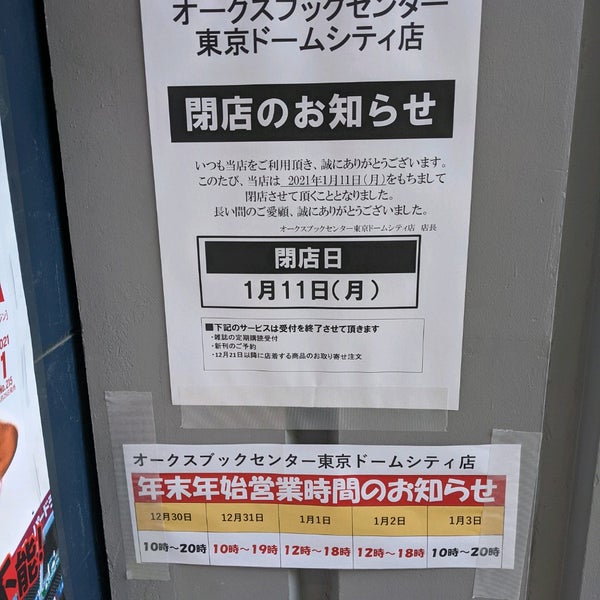 オークスブックセンター
東京ドームシティ店
閉店のお知らせ
いつも当店をご利用頂き、誠にありがとうございます。
このたび、当店は 2021年1月11日(月)をもちまして
閉店させて頂くこととなりました。
長い間のご愛顧、誠にありがとうございました。
オークスブックセンター東京ドームシティ店 店長
閉店日
1月11日(月)
■下記のサービスは受付を終了させて頂きます
・雑誌の定期購読受付
・新刊のご予約
・12月21日以降に店着する商品のお取り寄せ注文
オークスブックセンター東京ドームシティ店
年末年始営業時間のお知らせ
12月30日 12月31日 1月1日 1月2日 1月3日
10時〜20時 10時〜19時 12時〜18時 12時〜18時 10時〜20時